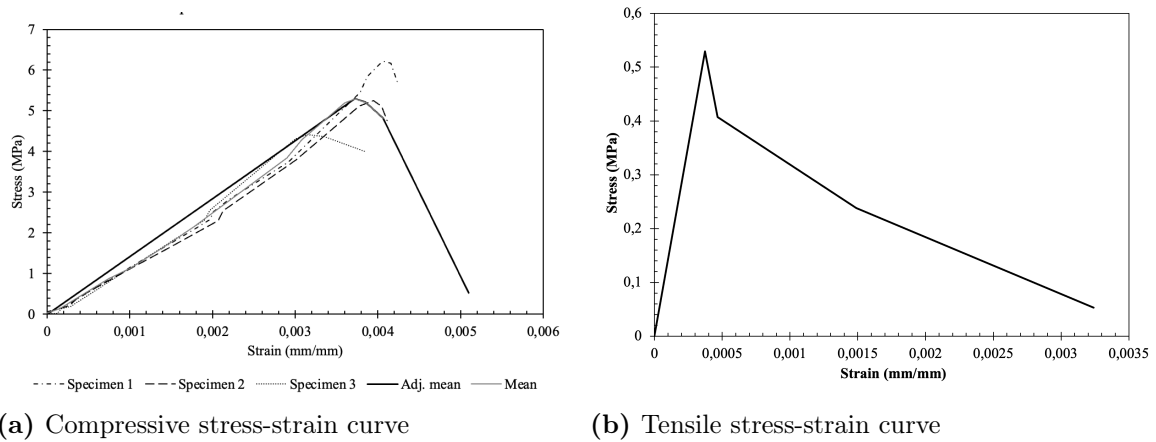 7
6
5
4
3
2
1
0
Stress (MPa)
0 0,001 0,002 0,003 0,004 0,005 0,006
Strain (mm/mm)
Specimen 1 Specimen 2 Specimen 3 Adj. mean Mean
(a) Compressive stress-strain curve
0,6
0,5
0,4
0,3
0,2
0,1
0
Stress (MPa)
0 0,0005 0,001 0,0015 0,002 0,0025 0,003 0,0035
Strain (mm/mm)
(b) Tensile stress-strain curve